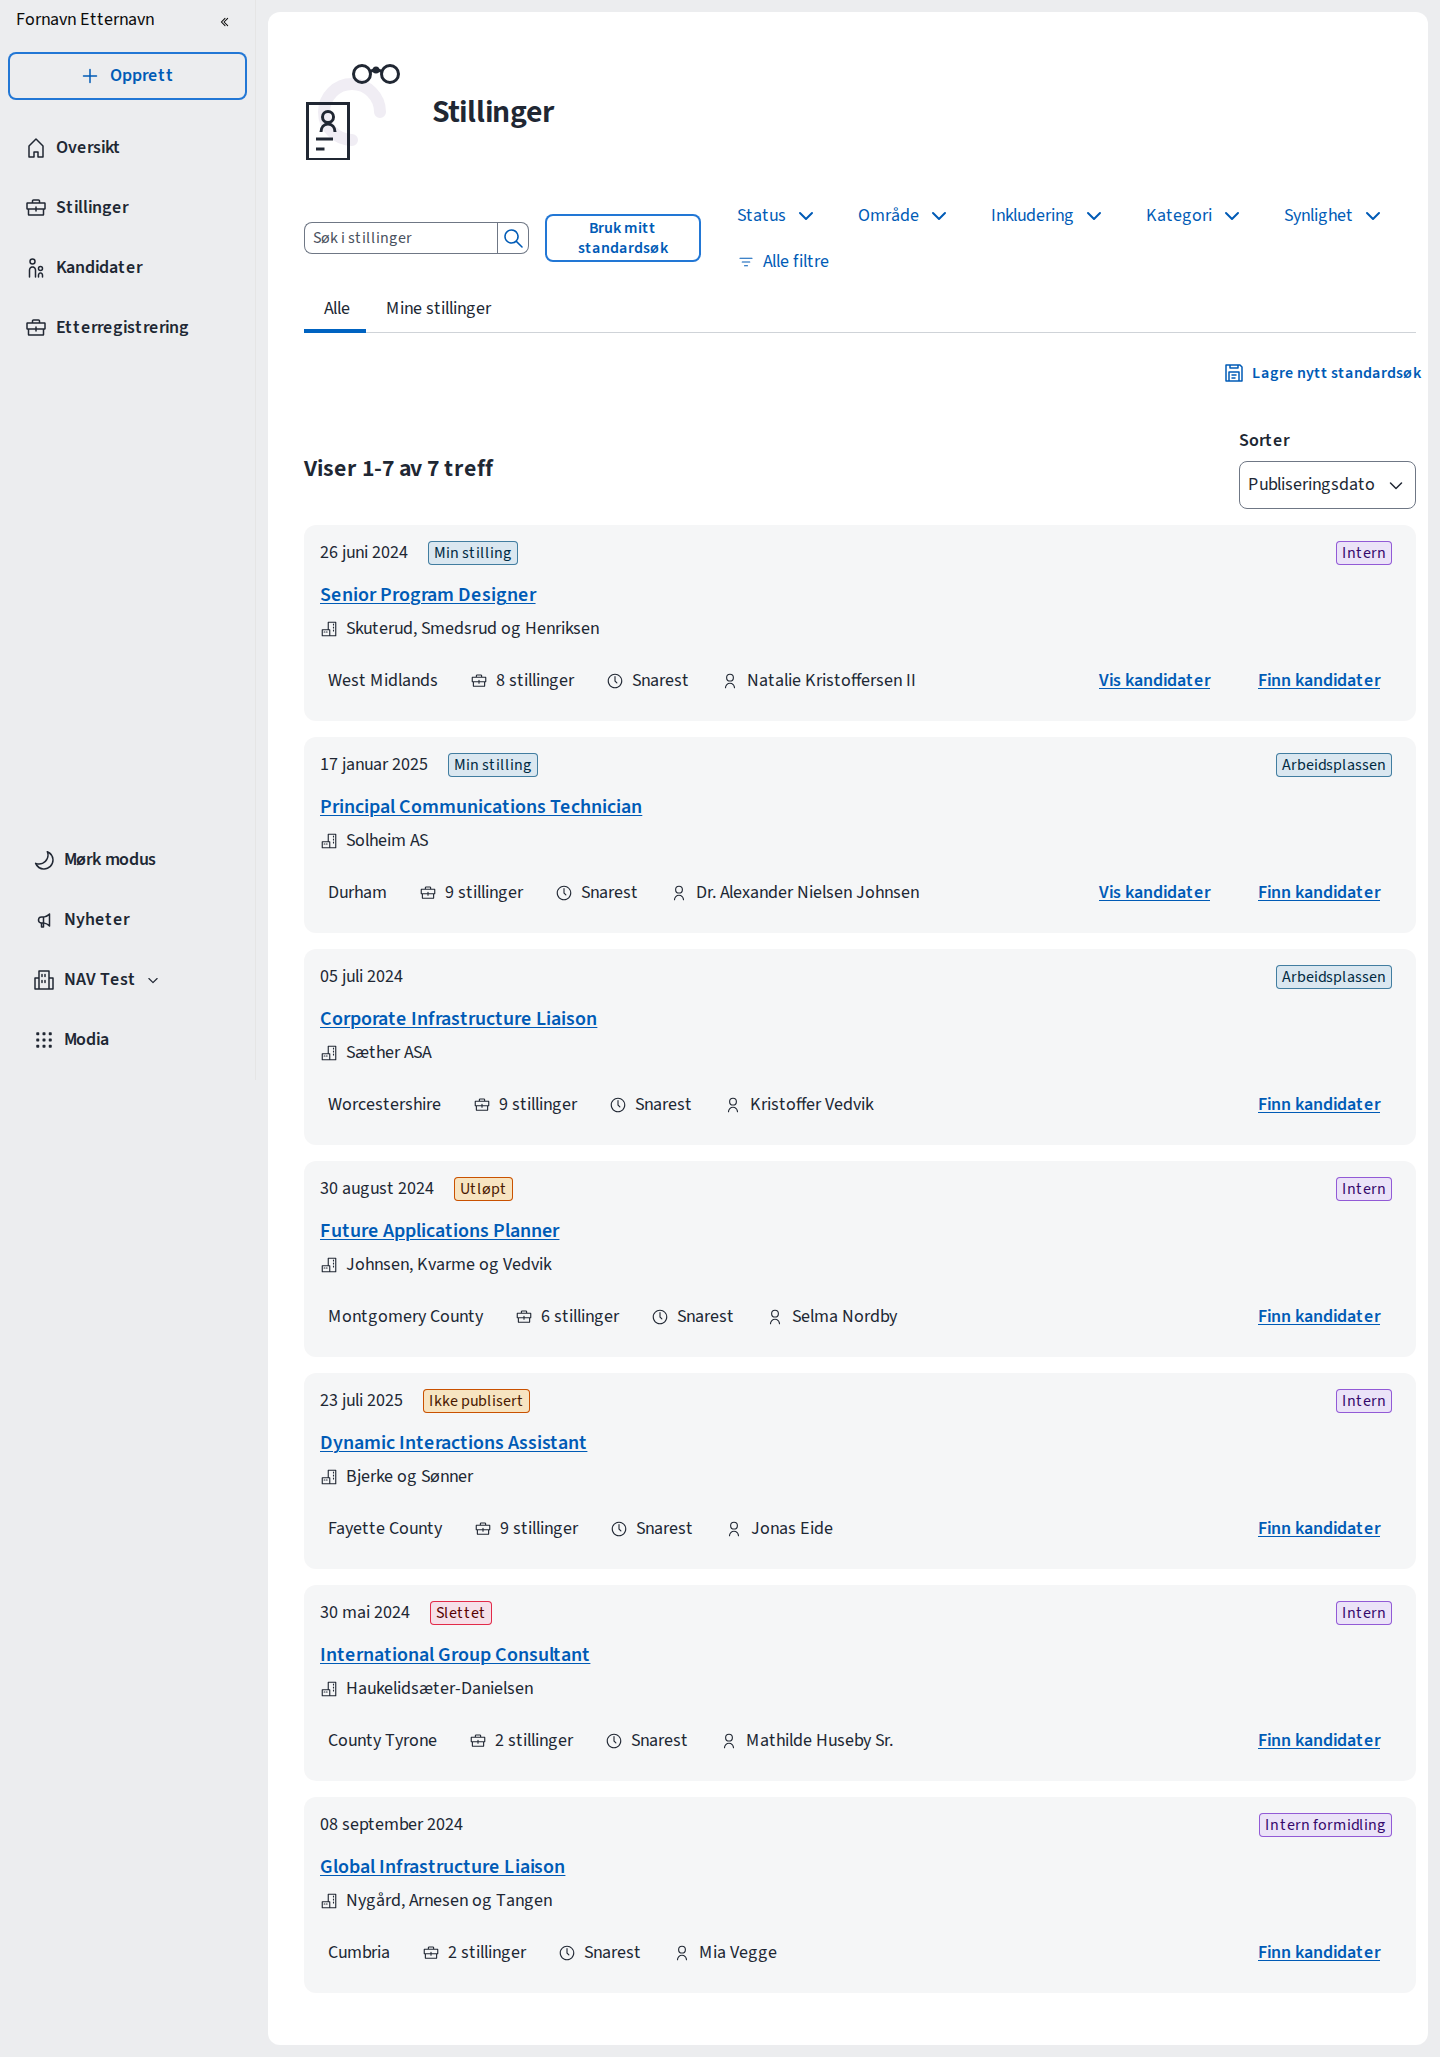 Fornavn Etternavn
Opprett
Oversikt
Stillinger
Kandidater
Etterregistrering
Mørk modus
Nyheter
NAV Test
Modia
Stillinger
Søk i stillinger
Bruk mitt
standardsøk
Status
Område
Inkludering
Kategori
Synlighet
Alle filtre
Alle
Mine stillinger
Lagre nytt standardsøk
Viser 1-7 av 7 treff
Sorter
Publiseringsdato
26 juni 2024 Min stilling Intern
Senior Program Designer
Skuterud, Smedsrud og Henriksen
West Midlands 8 stillinger Snarest Natalie Kristoffersen II Vis kandidater Finn kandidater
17 januar 2025 Min stilling Arbeidsplassen
Principal Communications Technician
Solheim AS
Durham 9 stillinger Snarest Dr. Alexander Nielsen Johnsen Vis kandidater Finn kandidater
05 juli 2024 Arbeidsplassen
Corporate Infrastructure Liaison
Sæther ASA
Worcestershire 9 stillinger Snarest Kristoffer Vedvik Finn kandidater
30 august 2024 Utløpt Intern
Future Applications Planner
Johnsen, Kvarme og Vedvik
Montgomery County 6 stillinger Snarest Selma Nordby Finn kandidater
23 juli 2025 Ikke publisert Intern
Dynamic Interactions Assistant
Bjerke og Sønner
Fayette County 9 stillinger Snarest Jonas Eide Finn kandidater
30 mai 2024 Slettet Intern
International Group Consultant
Haukelidsæter-Danielsen
County Tyrone 2 stillinger Snarest Mathilde Huseby Sr. Finn kandidater
08 september 2024 Intern formidling
Global Infrastructure Liaison
Nygård, Arnesen og Tangen
Cumbria 2 stillinger Snarest Mia Vegge Finn kandidater